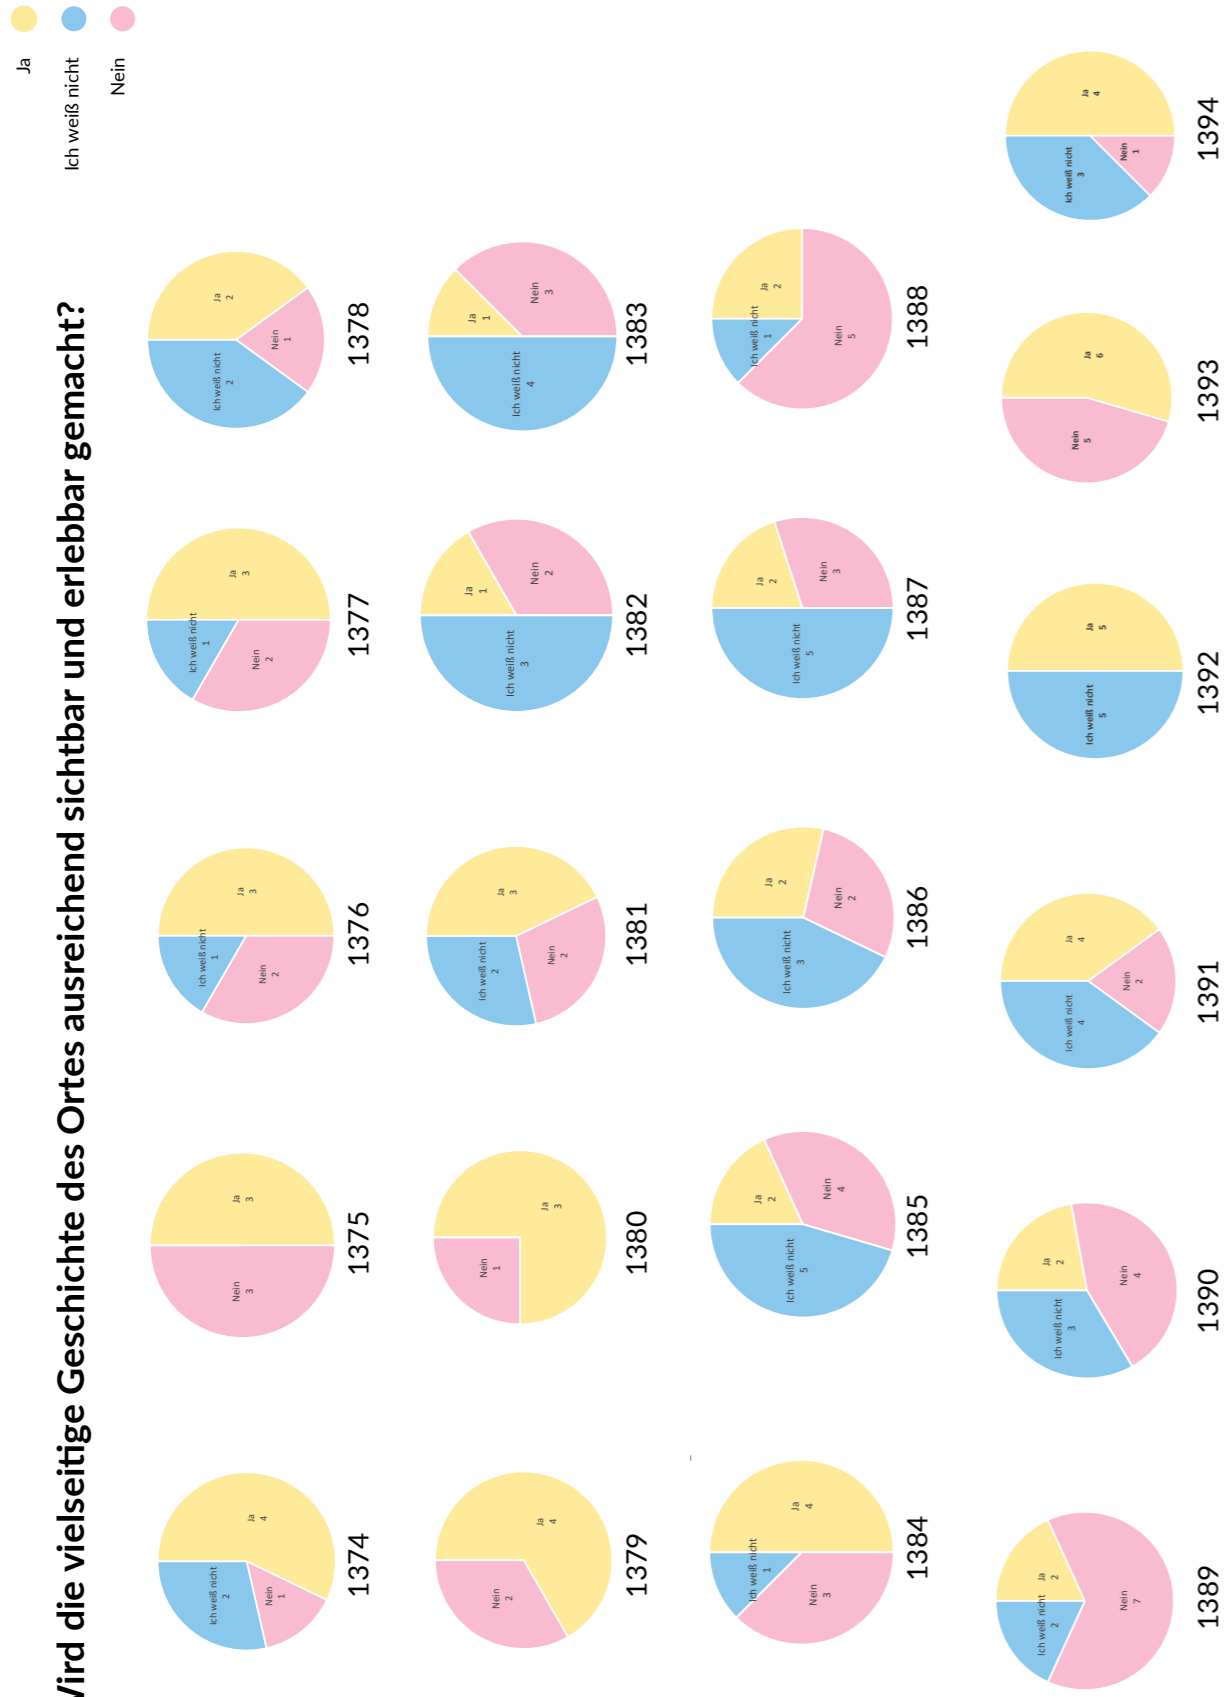 Wird die vielseitige Geschichte des Ortes ausreichend sichtbar und erlebbar gemacht?
Ja
Ich weiß nicht
Nein
Ja
4
Nein
1
Ich weiß nicht
2
1374
Ja
3
Nein
3
1375
Ja
3
Nein
2
Ich weiß nicht
1
1376
Ja
3
Nein
2
Ich weiß nicht
1
1377
Ja
2
Nein
1
Ich weiß nicht
2
1378
Ja
4
Nein
2
1379
Ja
3
Nein
1
1380
Ja
3
Nein
2
Ich weiß nicht
2
1381
Ja
1
Nein
2
Ich weiß nicht
3
1382
Ja
1
Nein
3
Ich weiß nicht
4
1383
Ja
4
Nein
3
Ich weiß nicht
1
1384
Ja
2
Nein
4
Ich weiß nicht
5
1385
Ja
2
Nein
2
Ich weiß nicht
3
1386
Ja
2
Nein
3
Ich weiß nicht
5
1387
Ja
2
Nein
5
Ich weiß nicht
1
1388
Ja
2
Nein
7
Ich weiß nicht
2
1389
Ja
2
Nein
4
Ich weiß nicht
3
1390
Ja
4
Nein
2
Ich weiß nicht
4
1391
Ja
5
Ich weiß nicht
5
1392
Ja
6
Nein
5
1393
Ja
4
Nein
1
Ich weiß nicht
3
1394